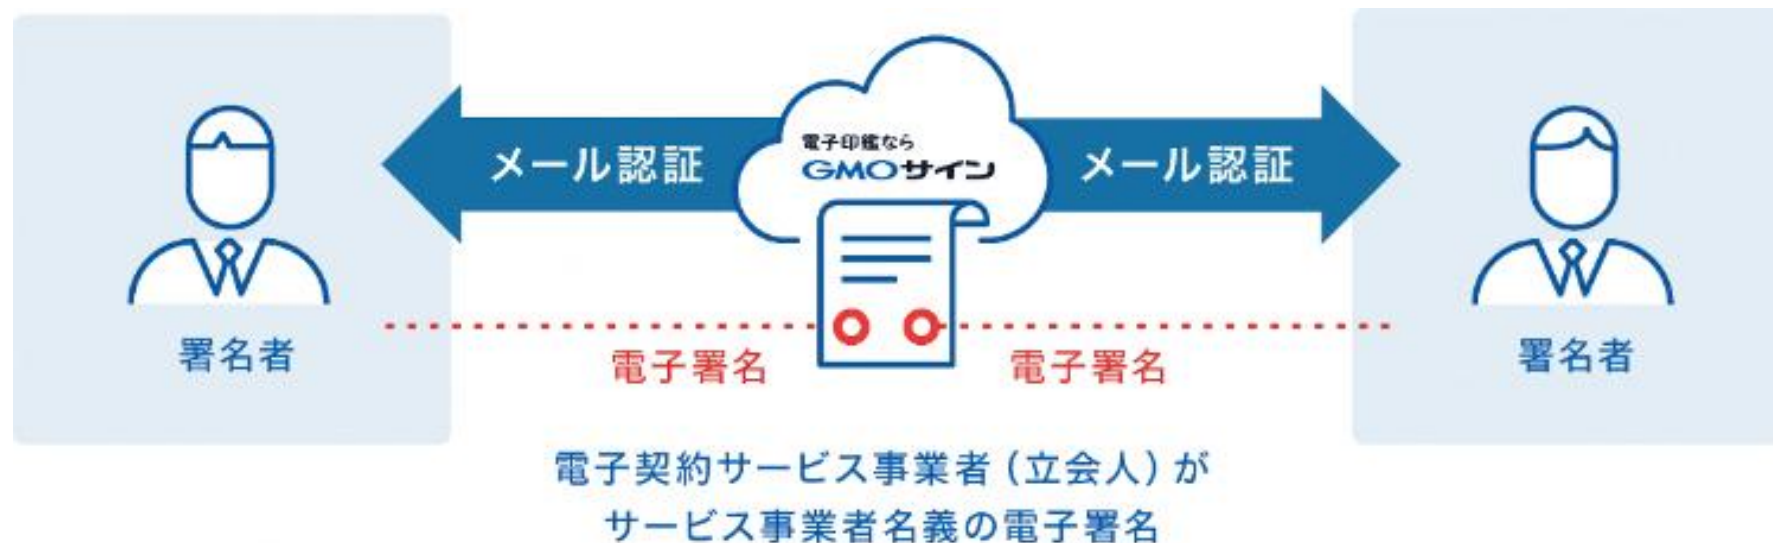 メール認証
電子印鑑なら
GMOサイン
メール認証
署名者
電子署名
電子署名
署名者
電子契約サービス事業者（立会人）が
サービス事業者名義の電子署名